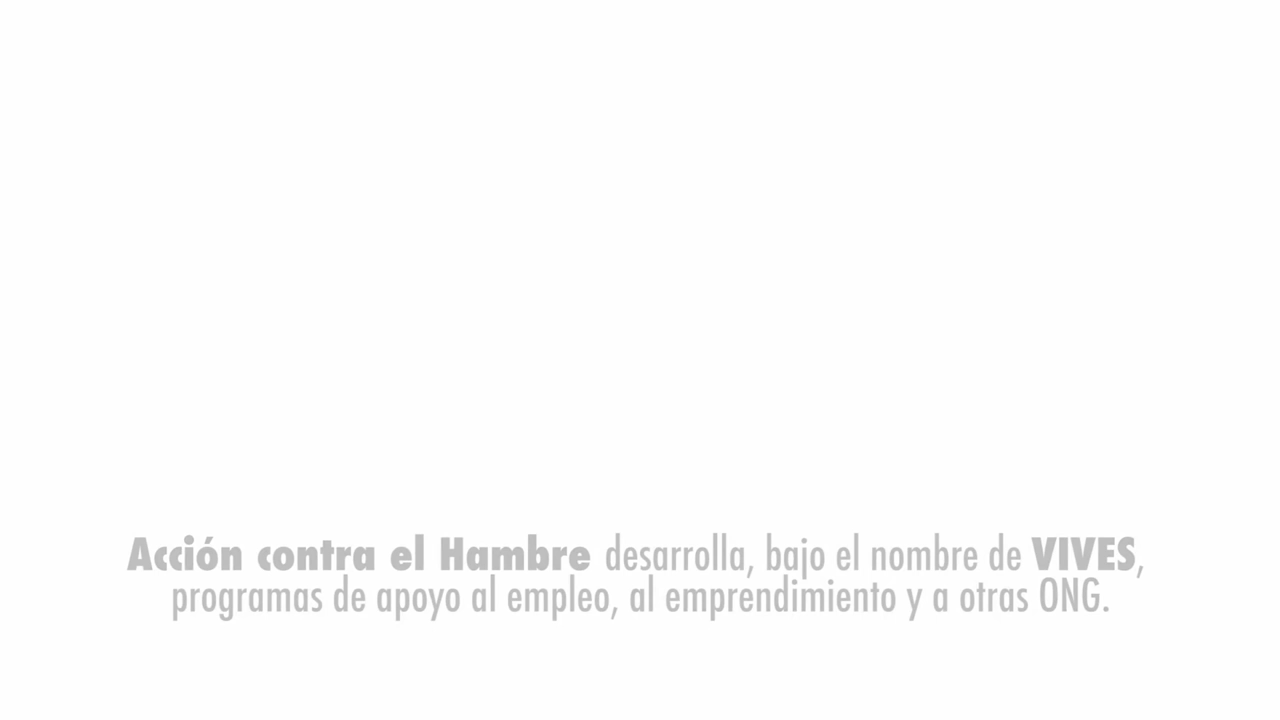 Acción contra el Hambre desarrolla, bajo el nombre de VIVES,
programas de apoyo al empleo, al emprendimiento y a otras ONG.